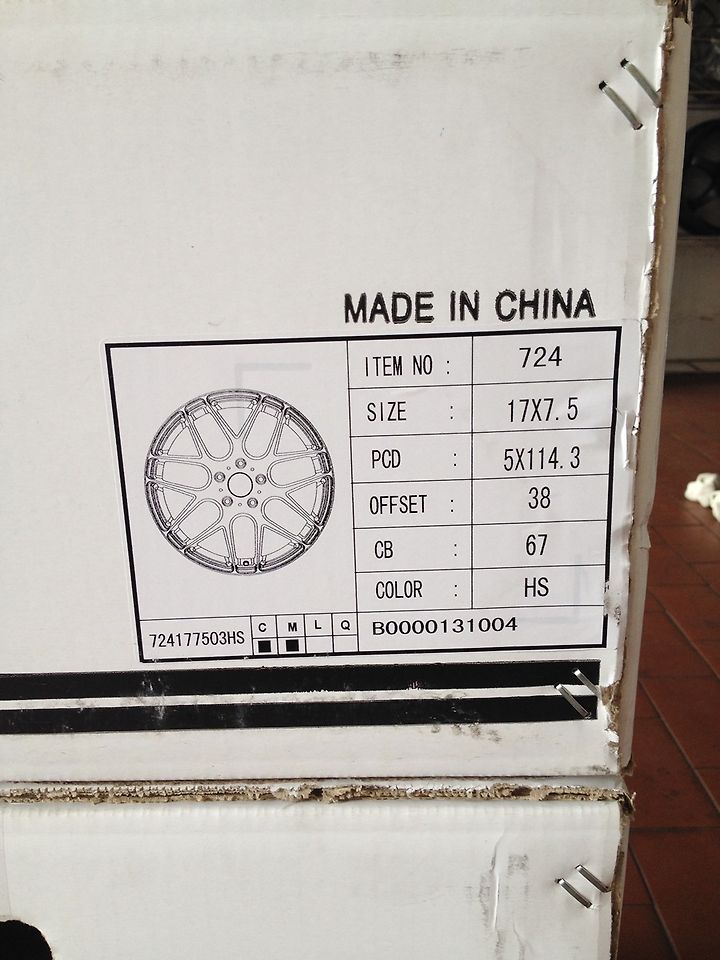 MADE IN CHINA
ITEM NO : 724
SIZE : 17X7.5
PCD : 5X114.3
OFFSET : 38
CB : 67
COLOR : HS
724177503HS C M L Q B0000131004